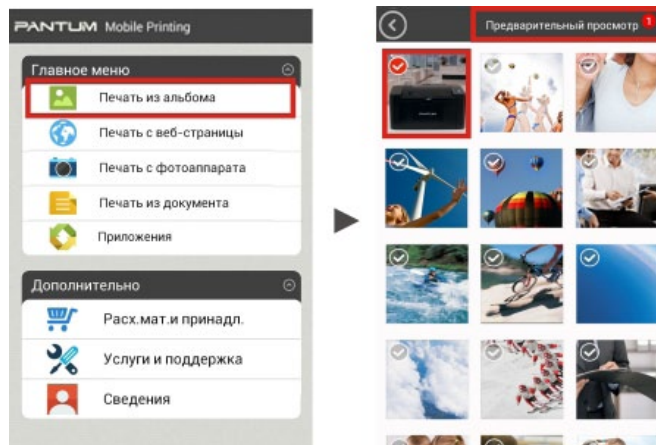 PANTUM Mobile Printing
Главное меню
Печать из альбома
Печать с веб-страницы
Печать с фотоаппарата
Печать из документа
Приложения
Дополнительно
Расх.мат.и принадл.
Услуги и поддержка
Сведения
Предварительный просмотр 1